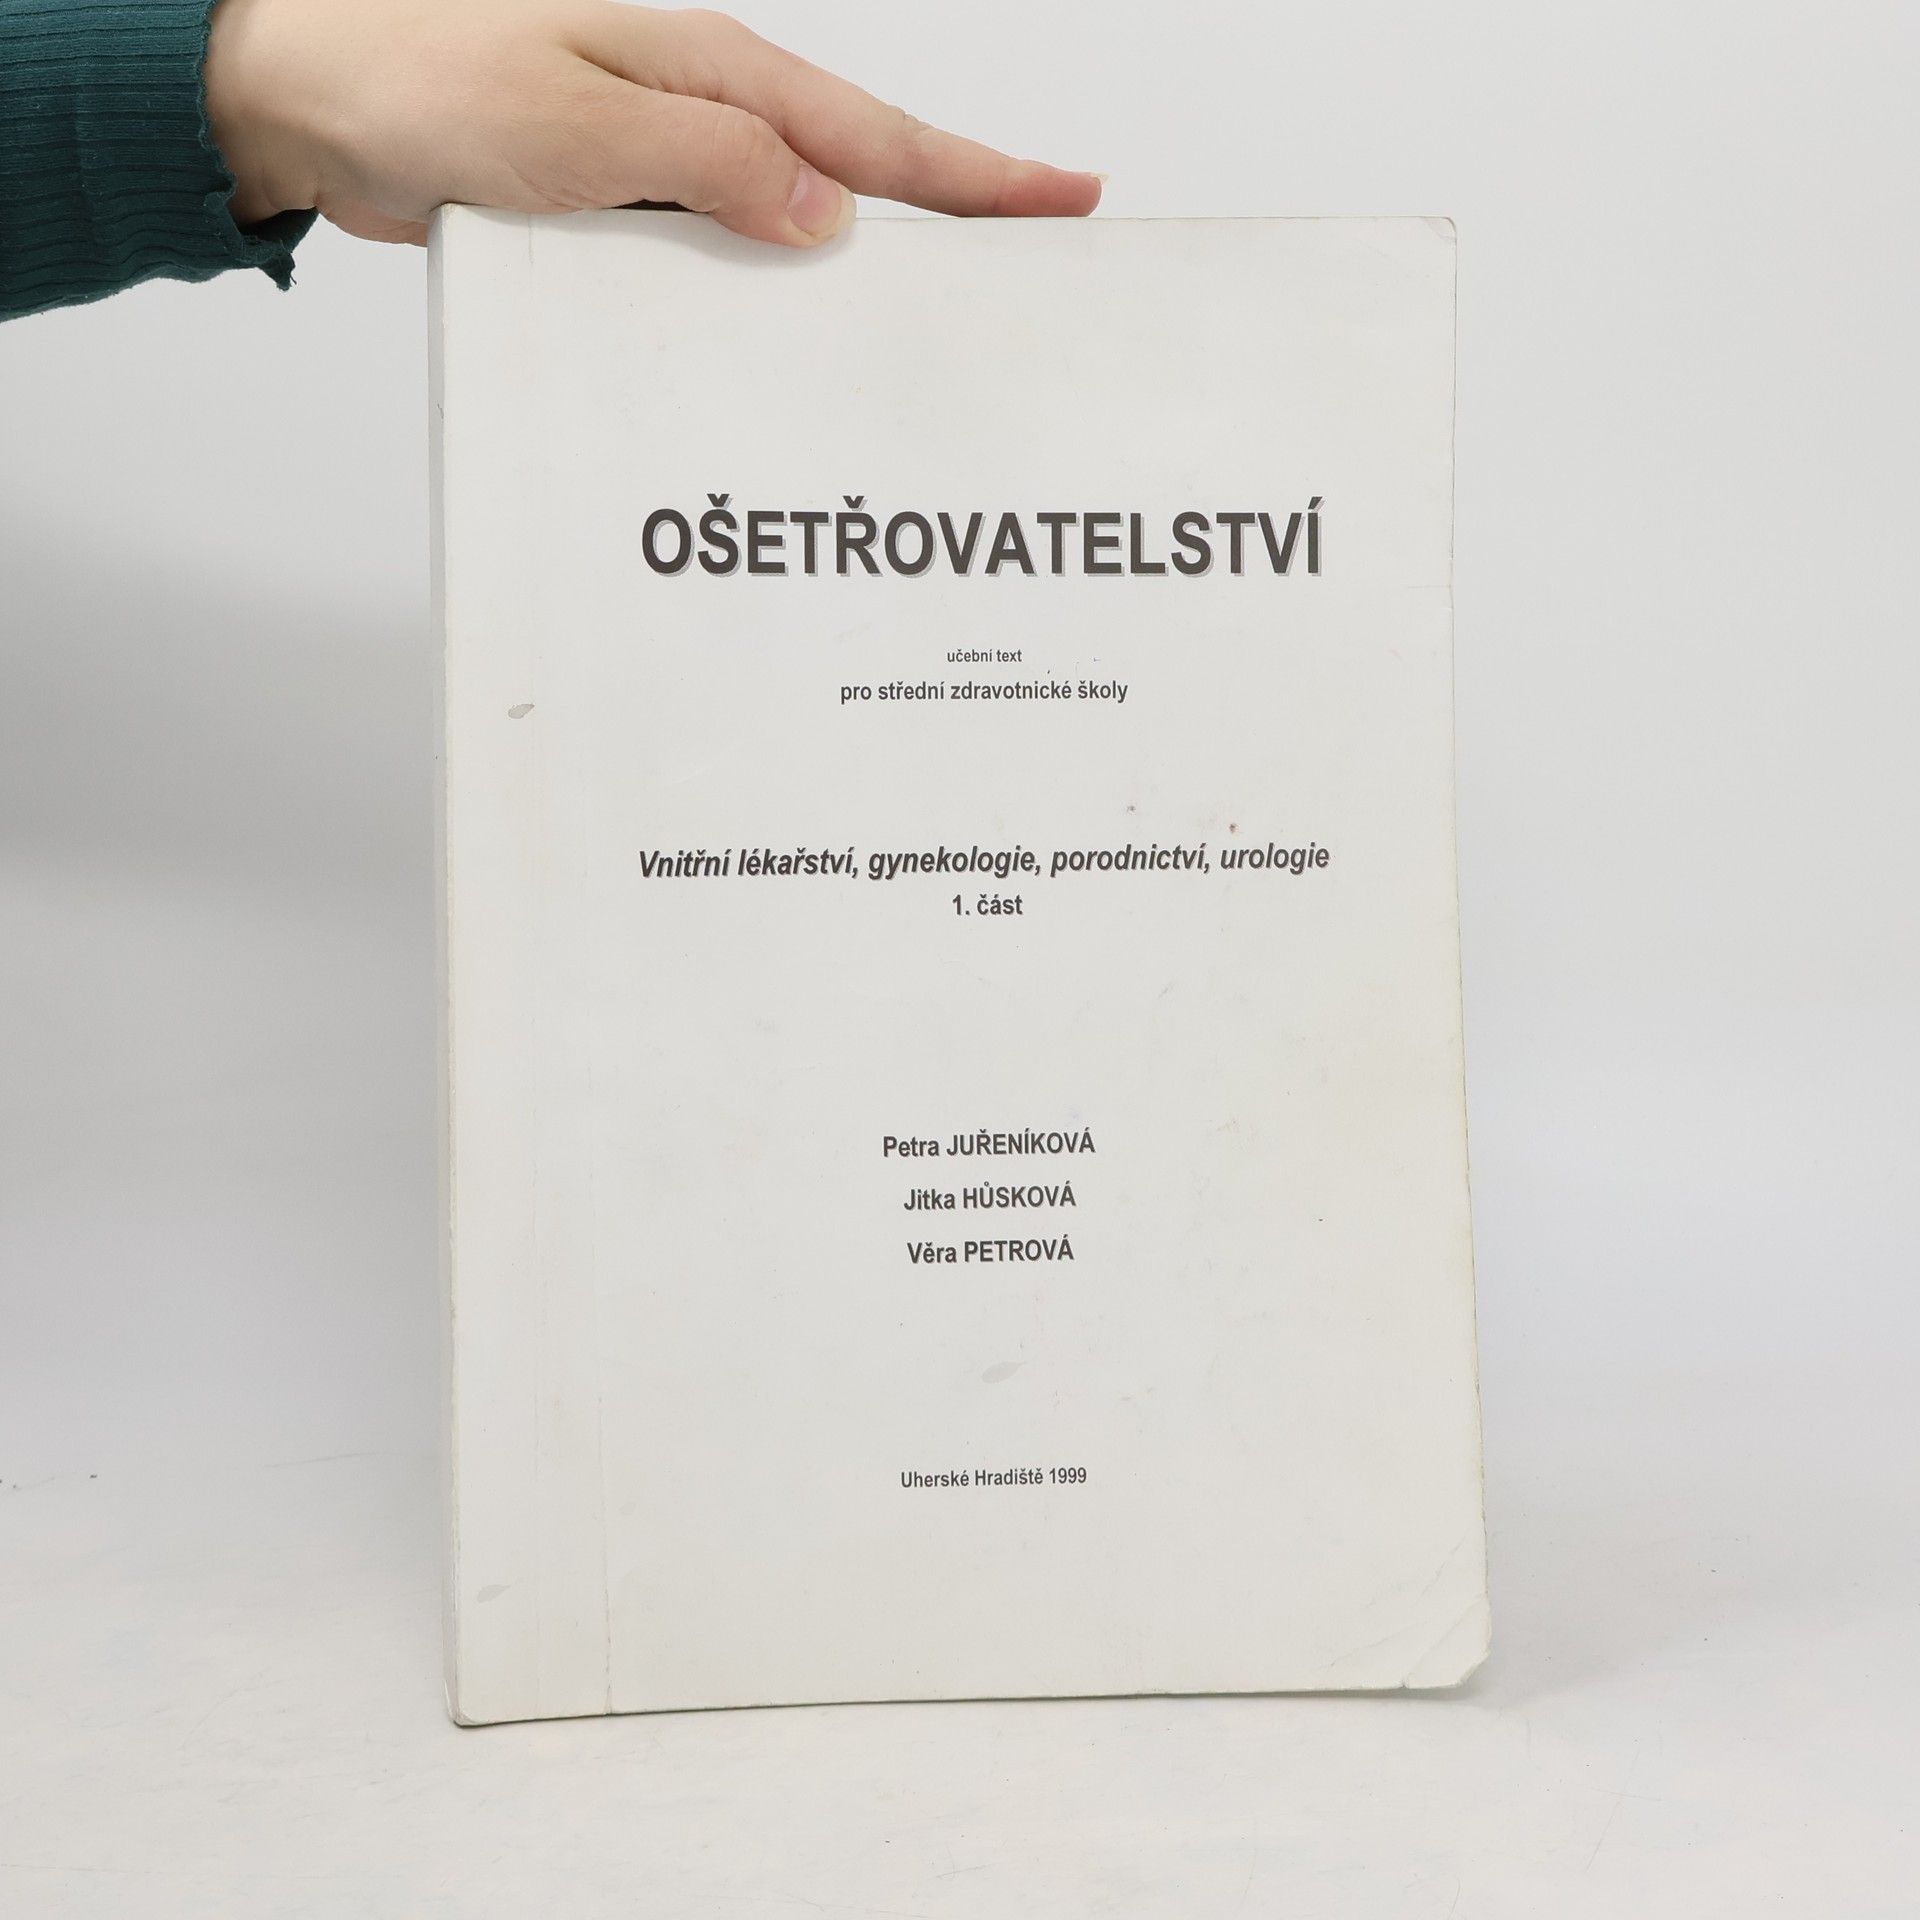 OŠETŘOVATELSTVÍ
učební text
pro střední zdravotnické školy
Vnitřní lékařství, gynekologie, porodnictví, urologie
1. část
Petra JUŘENÍKOVÁ
Jitka HŮSKOVÁ
Věra PETROVÁ
Uherské Hradiště 1999